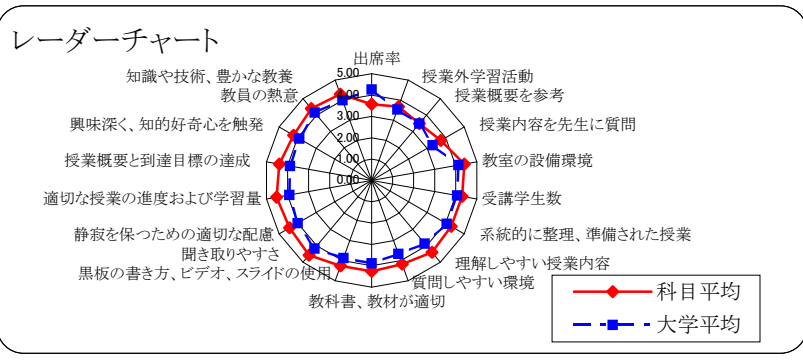 レーダーチャート
出席率
授業外学習活動
授業概要を参考
授業内容を先生に質問
教室の設備環境
受講学生数
系統的に整理、準備された授業
理解しやすい授業内容
質問しやすい環境
教科書、教材が適切
黒板の書き方、ビデオ、スライドの使用
聞き取りやすさ
静寂を保つための適切な配慮
適切な授業の進度および学習量
授業概要と到達目標の達成
興味深く、知的好奇心を触発
教員の熱意
知識や技術、豊かな教養
5.00
4.00
3.00
2.00
1.00
0.00
科目平均
大学平均